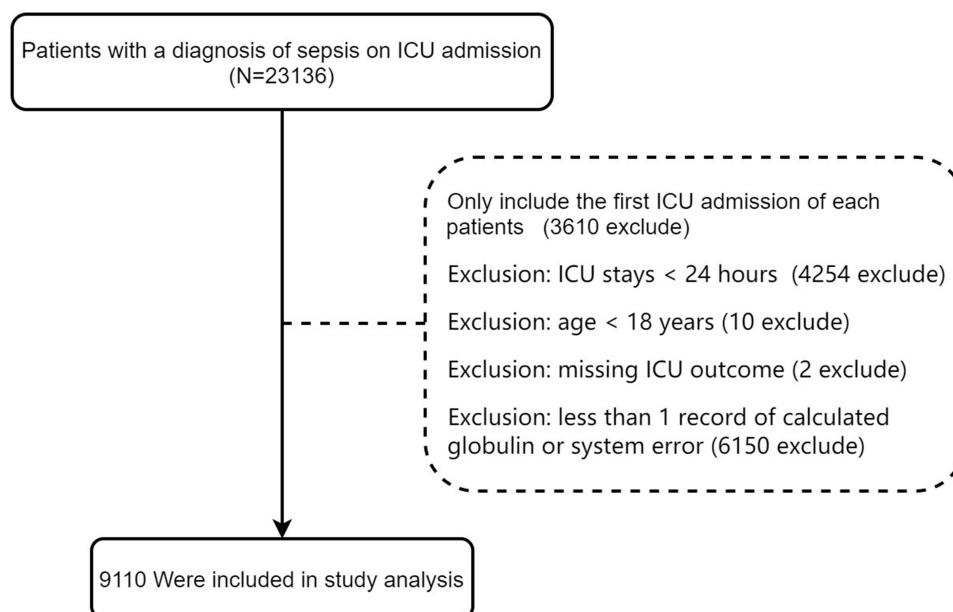 Patients with a diagnosis of sepsis on ICU admission
(N=23136)
Only include the first ICU admission of each
patients (3610 exclude)
Exclusion: ICU stays < 24 hours (4254 exclude)
Exclusion: age < 18 years (10 exclude)
Exclusion: missing ICU outcome (2 exclude)
Exclusion: less than 1 record of calculated
globulin or system error (6150 exclude)
9110 Were included in study analysis